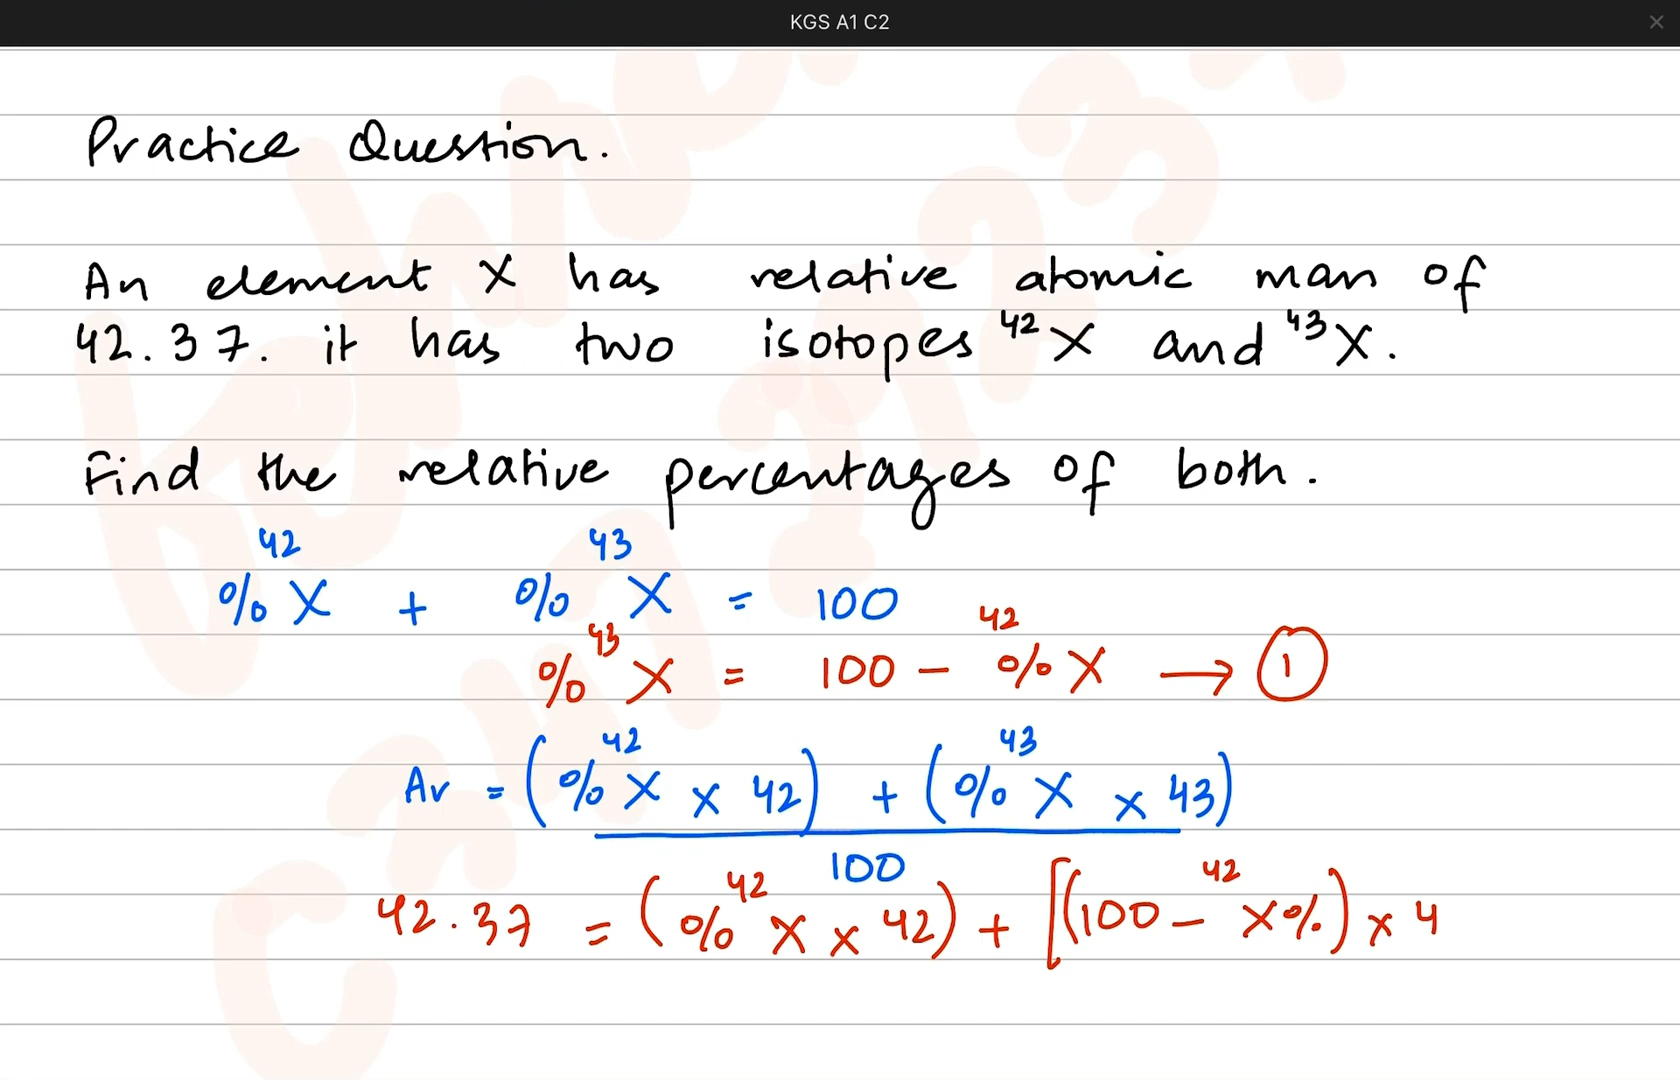 KGS A1 C2
Practice Question.
An element X has relative atomic mass of
42.37. it has two isotopes ⁴²X and ⁴³X.
Find the relative percentages of both.
% ⁴²X + % ⁴³X = 100
% ⁴³X = 100 - % ⁴²X → ①
Ar = (% ⁴²X x 42) + (% ⁴³X x 43)
100
42.37 = (% ⁴²X x 42) + [(100 - ⁴²X%) x 4